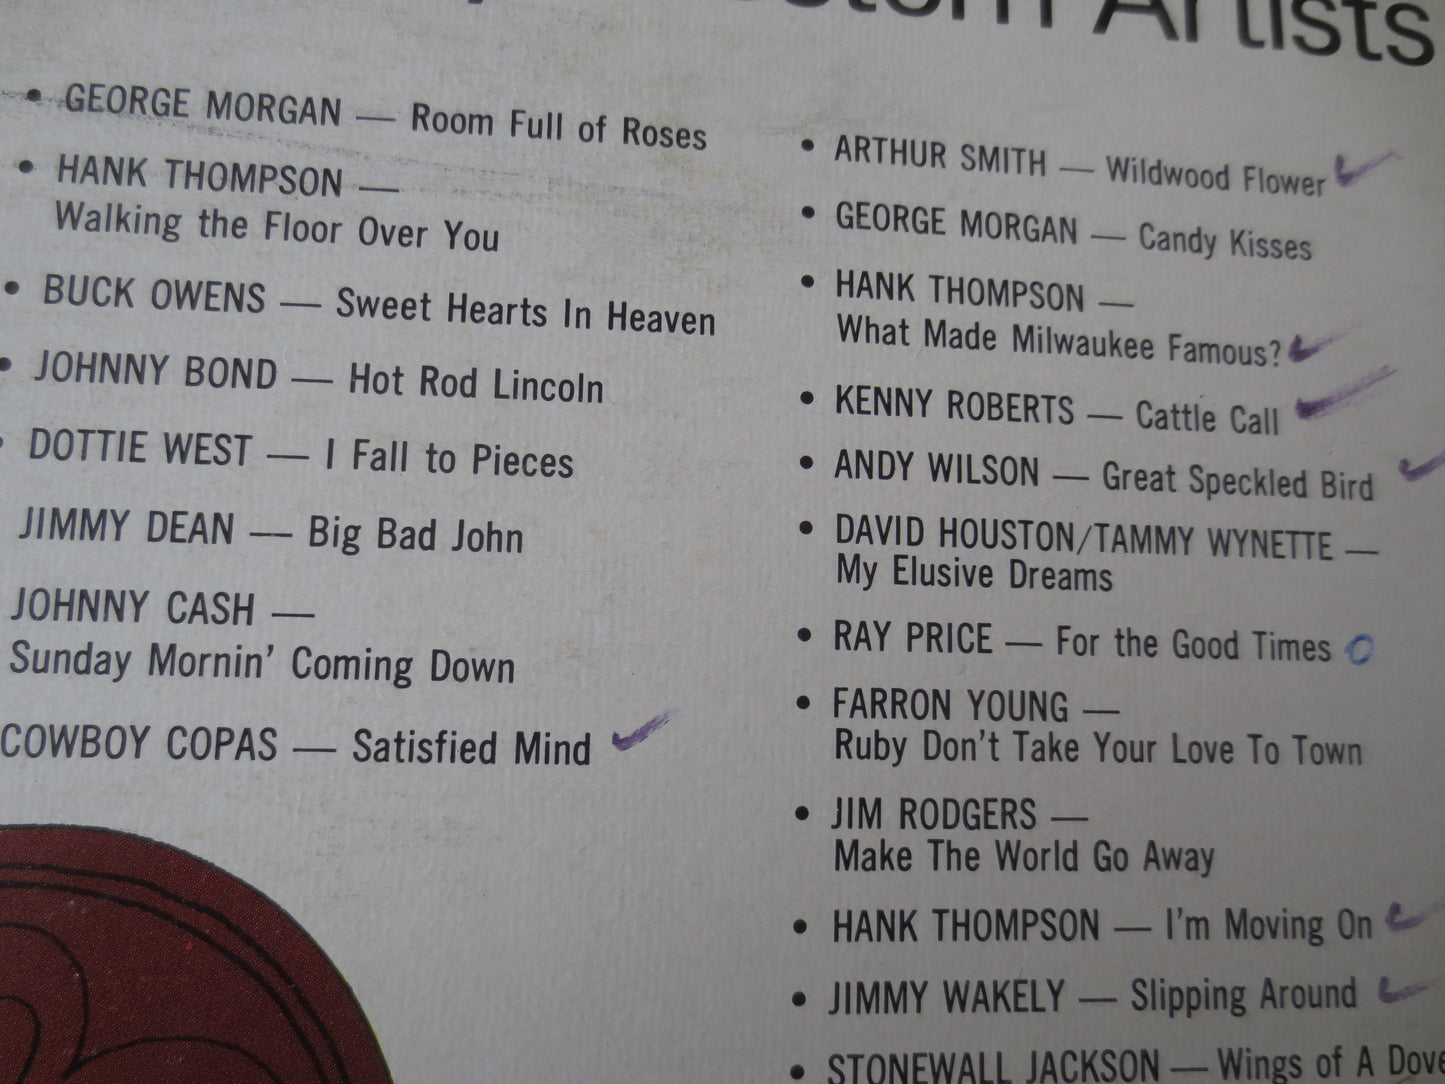 Artists
• GEORGE MORGAN — Room Full of Roses
• HANK THOMPSON —
Walking the Floor Over You
• BUCK OWENS — Sweet Hearts In Heaven
• JOHNNY BOND — Hot Rod Lincoln
• DOTTIE WEST — I Fall to Pieces
JIMMY DEAN — Big Bad John
JOHNNY CASH —
Sunday Mornin' Coming Down
COWBOY COPAS — Satisfied Mind
• ARTHUR SMITH — Wildwood Flower
• GEORGE MORGAN — Candy Kisses
• HANK THOMPSON —
What Made Milwaukee Famous?
• KENNY ROBERTS — Cattle Call
• ANDY WILSON — Great Speckled Bird
• DAVID HOUSTON/TAMMY WYNETTE —
My Elusive Dreams
• RAY PRICE — For the Good Times
• FARRON YOUNG —
Ruby Don't Take Your Love To Town
• JIM RODGERS —
Make The World Go Away
• HANK THOMPSON — I'm Moving On
• JIMMY WAKELY — Slipping Around
• STONEWALL JACKSON — Wings of A Dove